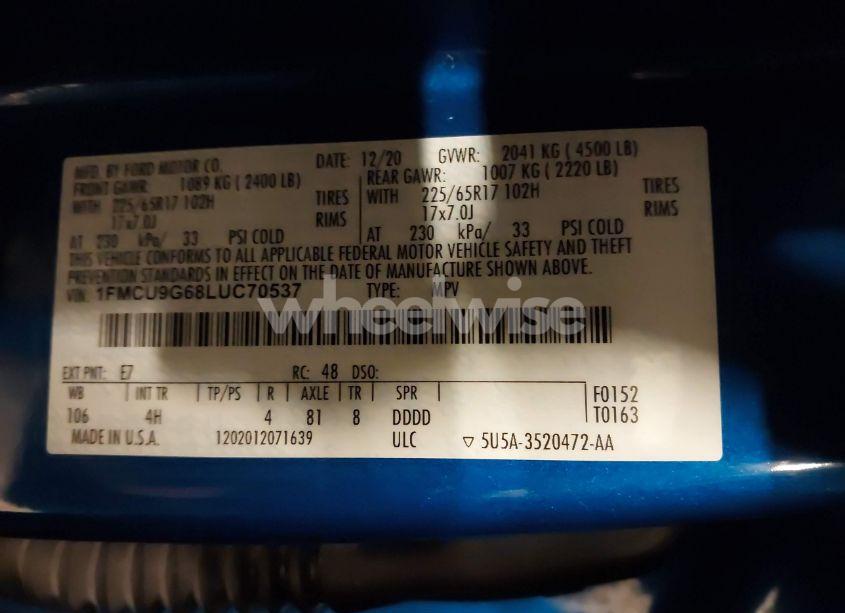 MFD. BY FORD MOTOR CO.
DATE: 12/20 GVWR: 2041 KG ( 4500 LB)
FRONT GAWR: 1089 KG ( 2400 LB)
REAR GAWR: 1007 KG ( 2220 LB)
WITH 225/65R17 102H TIRES
WITH 225/65R17 102H TIRES
17x7.0J RIMS
17x7.0J RIMS
AT 230 kPa/ 33 PSI COLD
AT 230 kPa/ 33 PSI COLD
THIS VEHICLE CONFORMS TO ALL APPLICABLE FEDERAL MOTOR VEHICLE SAFETY AND THEFT
PREVENTION STANDARDS IN EFFECT ON THE DATE OF MANUFACTURE SHOWN ABOVE.
VIN: 1FMCU9G68LUC70537 TYPE: MPV
wheelwise
EXT PNT: E7 RC: 48 DSO:
WB INT TR TP/PS R AXLE TR SPR
106 4H 4 81 8 DDDD
F0152
T0163
MADE IN U.S.A. 1202012071639 ULC ▽ 5U5A-3520472-AA